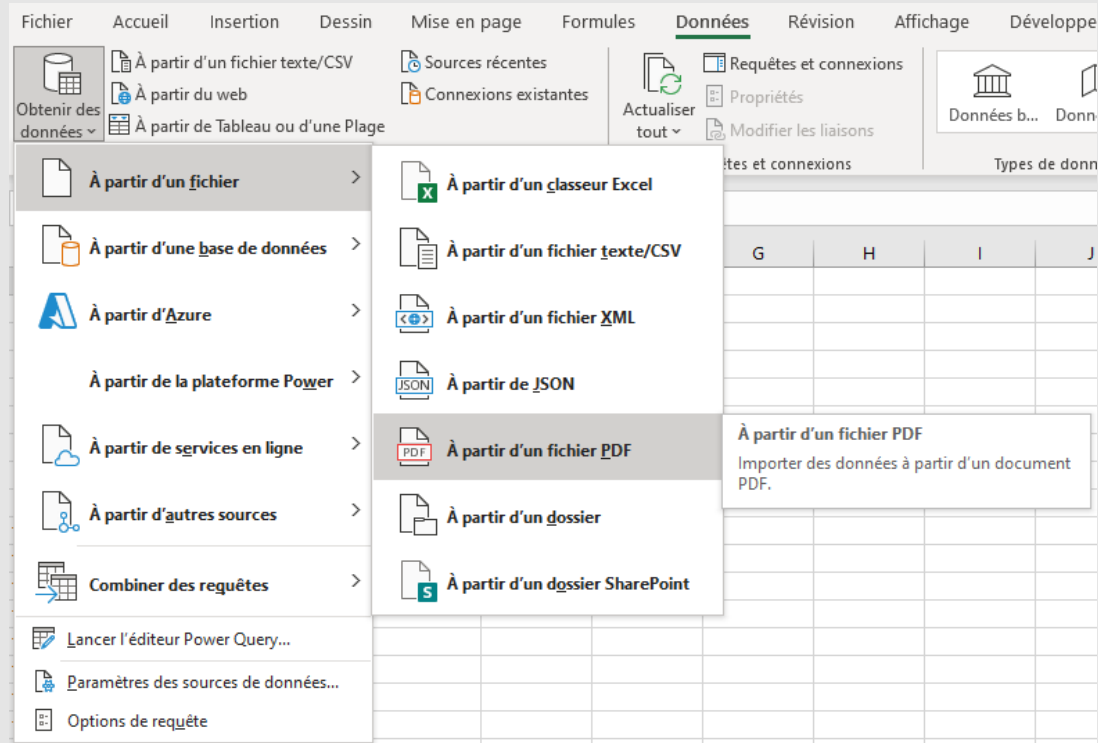 Fichier Accueil Insertion Dessin Mise en page Formules Données Révision Affichage Développe
Obtenir des
données
À partir d'un fichier texte/CSV
À partir du web
À partir de Tableau ou d'une Plage
Sources récentes
Connexions existantes
Actualiser
tout
Requêtes et connexions
Propriétés
Modifier les liaisons
Données b...
Donn
êtes et connexions
Types de donn
À partir d'un fichier
À partir d'une base de données
À partir d'Azure
À partir de la plateforme Power
À partir de services en ligne
À partir d'autres sources
Combiner des requêtes
Lancer l'éditeur Power Query...
Paramètres des sources de données...
Options de requête
X
À partir d'un classeur Excel
À partir d'un fichier texte/CSV
À partir d'un fichier XML
JSON
À partir de JSON
PDF
À partir d'un fichier PDF
À partir d'un dossier
S
À partir d'un dossier SharePoint
À partir d'un fichier PDF
Importer des données à partir d'un document
PDF.
G H I J